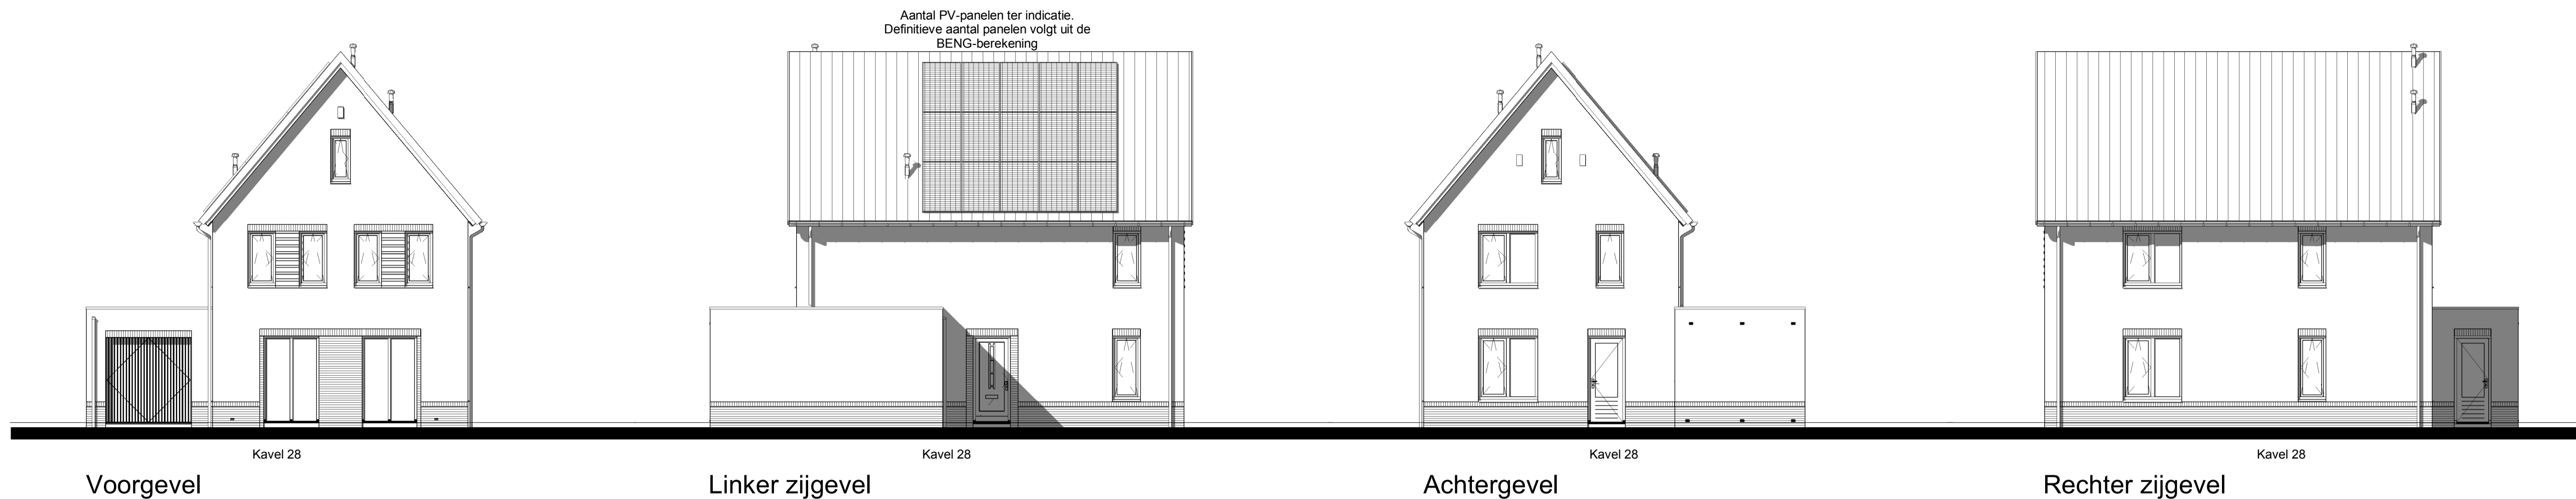 Aantal PV-panelen ter indicatie.
Definitieve aantal panelen volgt uit de
BENG-berekening
Kavel 28
Kavel 28
Kavel 28
Kavel 28
Voorgevel
Linker zijgevel
Achtergevel
Rechter zijgevel